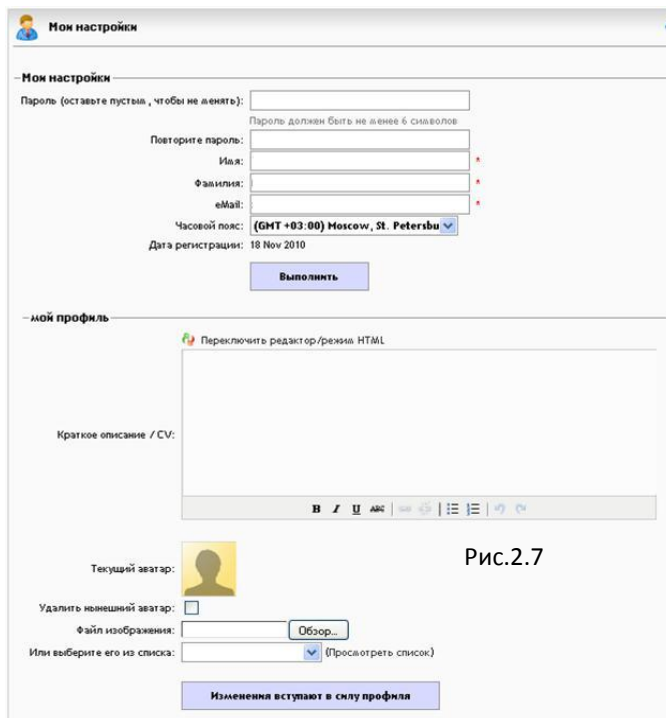 Мои настройки
Мои настройки
Пароль (оставьте пустым, чтобы не менять):
Пароль должен быть не менее 6 символов
Повторите пароль:
Имя: *
Фамилия: *
eMail: *
Часовой пояс: (GMT +03:00) Moscow, St. Petersbu
Дата регистрации: 18 Nov 2010
Выполнить
мой профиль
Переключить редактор/режим HTML
Краткое описание / CV:
B I U ABC
Рис.2.7
Текущий аватар:
Удалить нынешний аватар:
Файл изображения: Обзор...
Или выберите его из списка: (Просмотреть список)
Изменения вступают в силу профиля